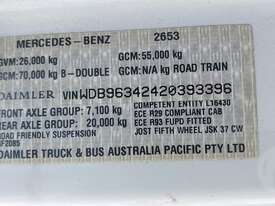 MERCEDES-BENZ 2653
GVM: 26,000 kg GCM: 55,000 kg
GCM: 70,000 kg B-DOUBLE GCM: N/A kg ROAD TRAIN
DAIMLER VIN WDB96342420393396
FRONT AXLE GROUP: 7,100 kg COMPETENT ENTITY L16430
REAR AXLE GROUP: 20,000 kg ECE R29 COMPLIANT CAB
ROAD FRIENDLY SUSPENSION ECE R93 FUPD FITTED
RF2085 JOST FIFTH WHEEL JSK 37 CW
DAIMLER TRUCK & BUS AUSTRALIA PACIFIC PTY LTD